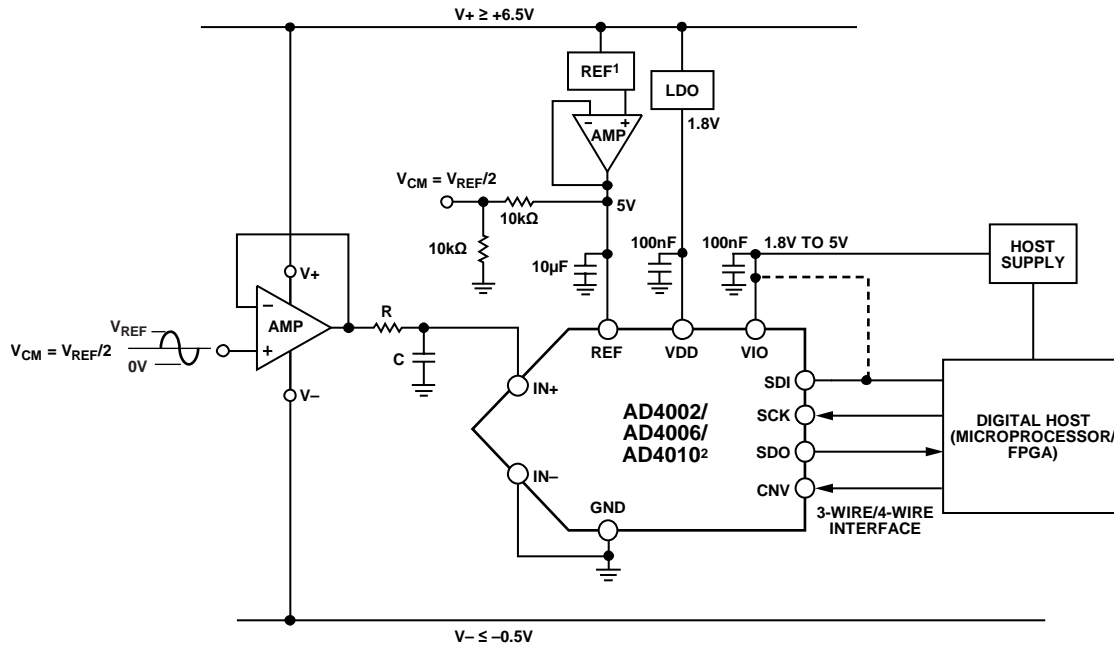 V+ ≥ +6.5V
REF¹
LDO
1.8V
− +
AMP
V_CM = V_REF/2
10kΩ
5V
10kΩ
10µF
100nF
100nF
1.8V TO 5V
HOST
SUPPLY
V+
−
AMP
+
R
C
V_REF
V_CM = V_REF/2
0V
V−
REF
VDD
VIO
IN+
IN−
AD4002/
AD4006/
AD4010²
GND
SDI
SCK
SDO
CNV
DIGITAL HOST
(MICROPROCESSOR/
FPGA)
3-WIRE/4-WIRE
INTERFACE
V− ≤ −0.5V